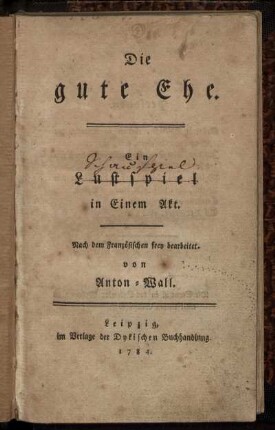 Die
gute Ehe.
Ein
Schauspiel
Lustspiel
in Einem Akt.
Nach dem Französischen frey bearbeitet.
von
Anton-Wall.
Leipzig,
im Verlage der Dykischen Buchhandlung